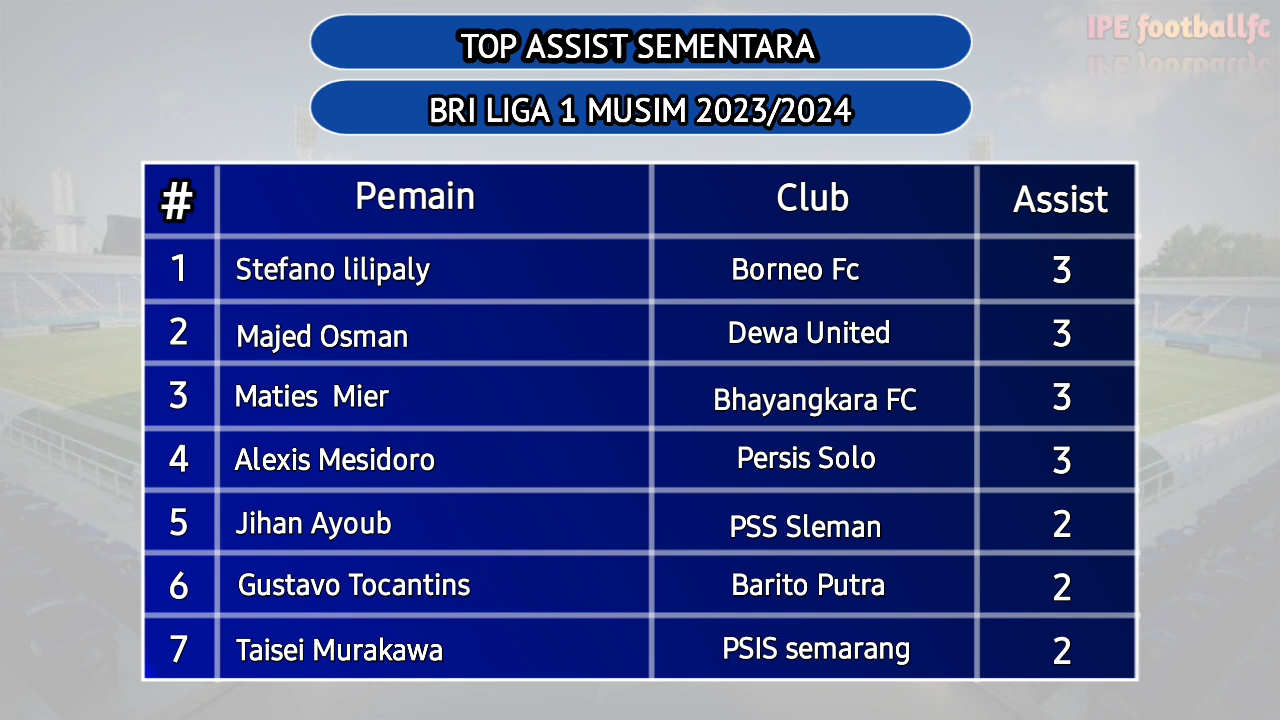 IPE footballfc
TOP ASSIST SEMENTARA
BRI LIGA 1 MUSIM 2023/2024
# Pemain Club Assist
1 Stefano lilipaly Borneo Fc 3
2 Majed Osman Dewa United 3
3 Maties Mier Bhayangkara FC 3
4 Alexis Mesidoro Persis Solo 3
5 Jihan Ayoub PSS Sleman 2
6 Gustavo Tocantins Barito Putra 2
7 Taisei Murakawa PSIS semarang 2